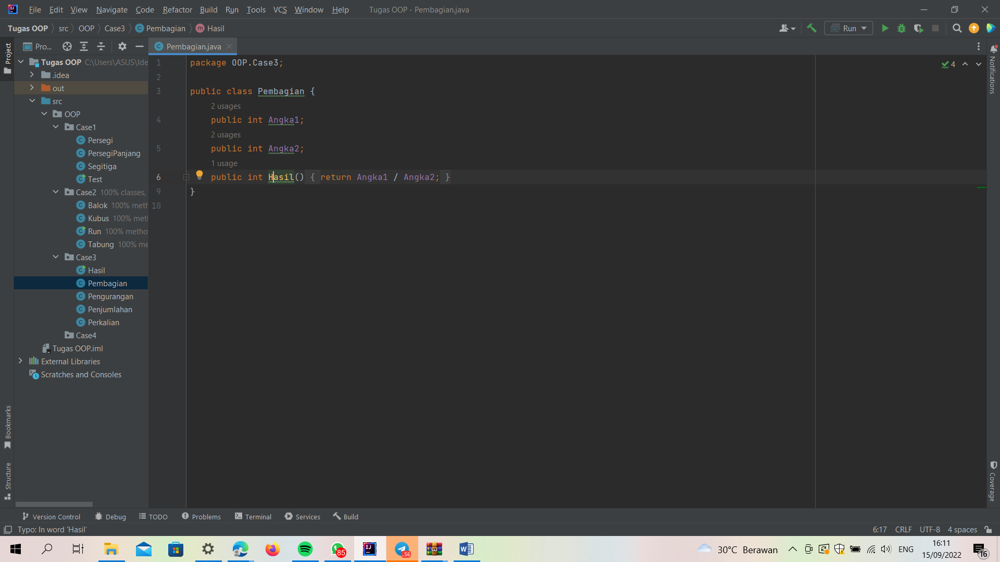 File Edit View Navigate Code Refactor Build Run Tools VCS Window Help Tugas OOP - Pembagian.java
Tugas OOP src OOP Case3 Pembagian m Hasil Run
Project
Pro...
Pembagian.java
Tugas OOP C:\Users\ASUS\Ide
.idea
out
src
OOP
Case1
Persegi
PersegiPanjang
Segitiga
Test
Case2 100% classes,
Balok 100% meth
Kubus 100% met
Run 100% metho
Tabung 100% me
Case3
Hasil
Pembagian
Pengurangan
Penjumlahan
Perkalian
Case4
Tugas OOP.iml
External Libraries
Scratches and Consoles
1 package OOP.Case3;
2
3 public class Pembagian {
2 usages
4 public int Angka1;
2 usages
5 public int Angka2;
1 usage
6 public int Hasil() { return Angka1 / Angka2; }
9 }
10
4
Notifications
Coverage
Bookmarks
Structure
Version Control Debug TODO Problems Terminal Services Build
Typo: In word 'Hasil' 6:17 CRLF UTF-8 4 spaces
85
..56
30°C Berawan ENG
16:11
15/09/2022
16